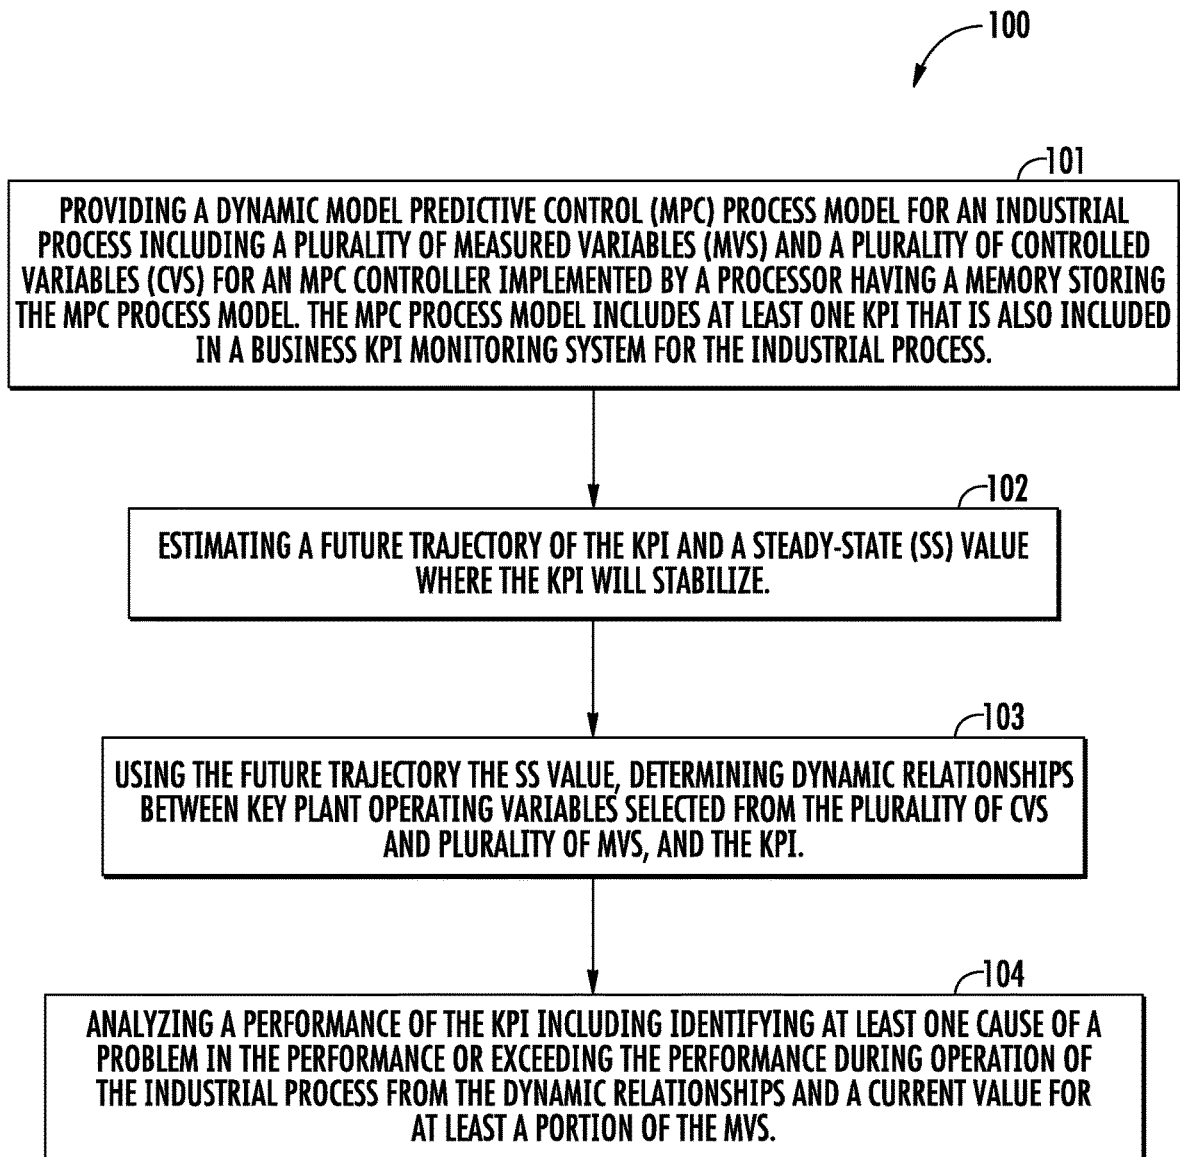 100
101
PROVIDING A DYNAMIC MODEL PREDICTIVE CONTROL (MPC) PROCESS MODEL FOR AN INDUSTRIAL
PROCESS INCLUDING A PLURALITY OF MEASURED VARIABLES (MVS) AND A PLURALITY OF CONTROLLED
VARIABLES (CVS) FOR AN MPC CONTROLLER IMPLEMENTED BY A PROCESSOR HAVING A MEMORY STORING
THE MPC PROCESS MODEL. THE MPC PROCESS MODEL INCLUDES AT LEAST ONE KPI THAT IS ALSO INCLUDED
IN A BUSINESS KPI MONITORING SYSTEM FOR THE INDUSTRIAL PROCESS.
102
ESTIMATING A FUTURE TRAJECTORY OF THE KPI AND A STEADY-STATE (SS) VALUE
WHERE THE KPI WILL STABILIZE.
103
USING THE FUTURE TRAJECTORY THE SS VALUE, DETERMINING DYNAMIC RELATIONSHIPS
BETWEEN KEY PLANT OPERATING VARIABLES SELECTED FROM THE PLURALITY OF CVS
AND PLURALITY OF MVS, AND THE KPI.
104
ANALYZING A PERFORMANCE OF THE KPI INCLUDING IDENTIFYING AT LEAST ONE CAUSE OF A
PROBLEM IN THE PERFORMANCE OR EXCEEDING THE PERFORMANCE DURING OPERATION OF
THE INDUSTRIAL PROCESS FROM THE DYNAMIC RELATIONSHIPS AND A CURRENT VALUE FOR
AT LEAST A PORTION OF THE MVS.